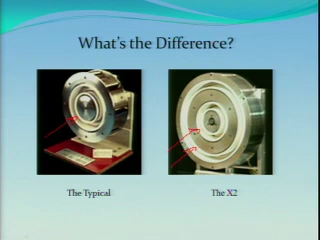 What's the Difference?
The Typical
The X2